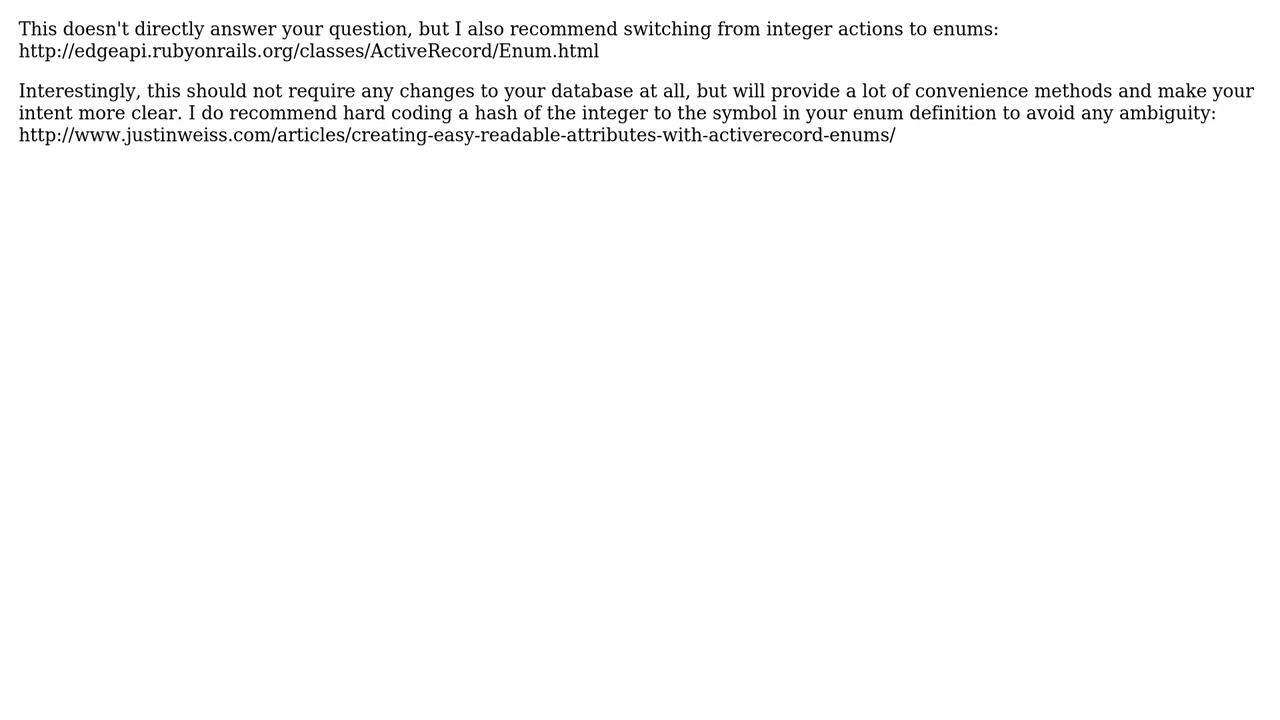 This doesn't directly answer your question, but I also recommend switching from integer actions to enums:
http://edgeapi.rubyonrails.org/classes/ActiveRecord/Enum.html
Interestingly, this should not require any changes to your database at all, but will provide a lot of convenience methods and make your
intent more clear. I do recommend hard coding a hash of the integer to the symbol in your enum definition to avoid any ambiguity:
http://www.justinweiss.com/articles/creating-easy-readable-attributes-with-activerecord-enums/